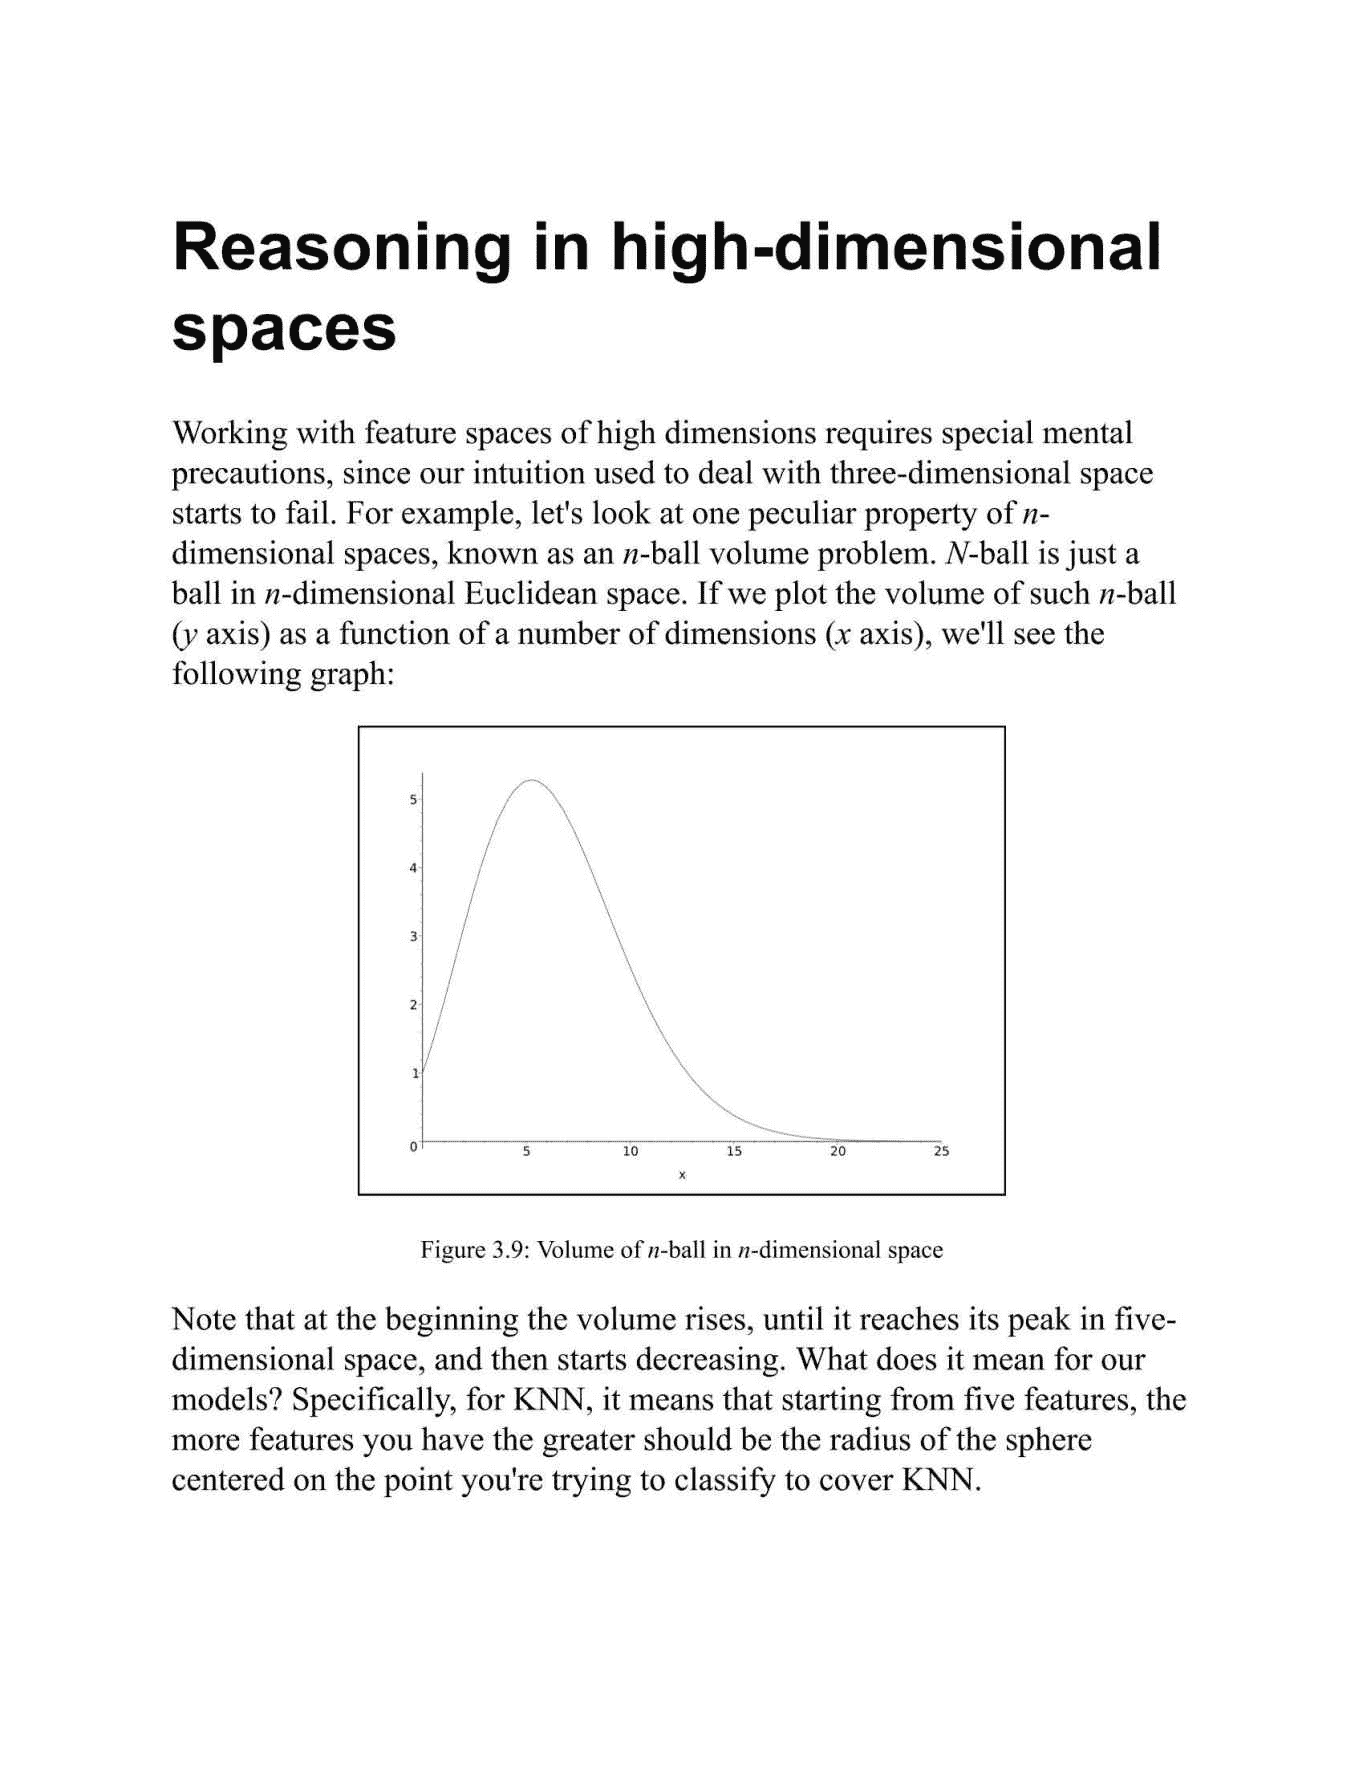 Reasoning in high-dimensional
spaces
Working with feature spaces of high dimensions requires special mental
precautions, since our intuition used to deal with three-dimensional space
starts to fail. For example, let's look at one peculiar property of n-
dimensional spaces, known as an n-ball volume problem. N-ball is just a
ball in n-dimensional Euclidean space. If we plot the volume of such n-ball
(y axis) as a function of a number of dimensions (x axis), we'll see the
following graph:
5
4
3
2
1
0
5 10 15 20 25
x
Figure 3.9: Volume of n-ball in n-dimensional space
Note that at the beginning the volume rises, until it reaches its peak in five-
dimensional space, and then starts decreasing. What does it mean for our
models? Specifically, for KNN, it means that starting from five features, the
more features you have the greater should be the radius of the sphere
centered on the point you're trying to classify to cover KNN.